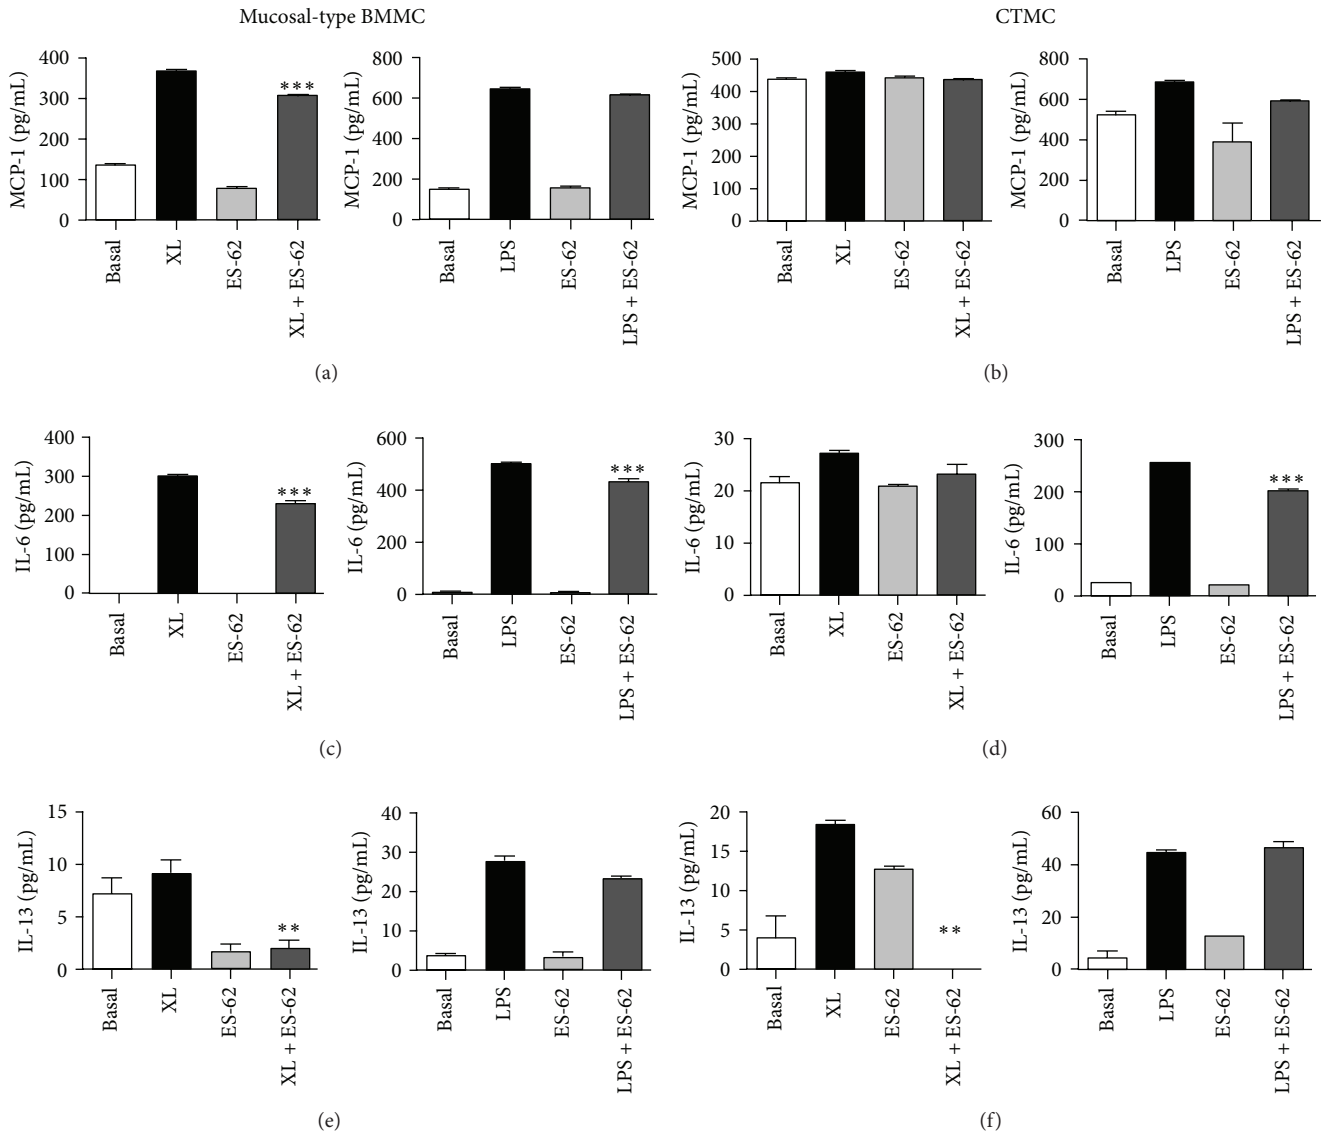 Mucosal-type BMMC
CTMC
MCP-1 (pg/mL)
400
300
200
100
0
***
Basal
XL
ES-62
XL + ES-62
MCP-1 (pg/mL)
800
600
400
200
0
Basal
LPS
ES-62
LPS + ES-62
(a)
MCP-1 (pg/mL)
500
400
300
200
100
0
Basal
XL
ES-62
XL + ES-62
MCP-1 (pg/mL)
800
600
400
800
0
Basal
LPS
ES-62
LPS + ES-62
(b)
IL-6 (pg/mL)
400
300
200
100
0
***
Basal
XL
ES-62
XL + ES-62
IL-6 (pg/mL)
600
400
200
0
***
Basal
LPS
ES-62
LPS + ES-62
(c)
IL-6 (pg/mL)
30
20
10
0
Basal
XL
ES-62
XL + ES-62
IL-6 (pg/mL)
300
200
100
0
***
Basal
LPS
ES-62
LPS + ES-62
(d)
IL-13 (pg/mL)
15
10
5
0
**
Basal
XL
ES-62
XL + ES-62
IL-13 (pg/mL)
40
30
20
10
0
Basal
LPS
ES-62
LPS + ES-62
(e)
IL-13 (pg/mL)
20
15
10
5
0
**
Basal
XL
ES-62
XL + ES-62
IL-13 (pg/mL)
60
40
20
0
Basal
LPS
ES-62
LPS + ES-62
(f)